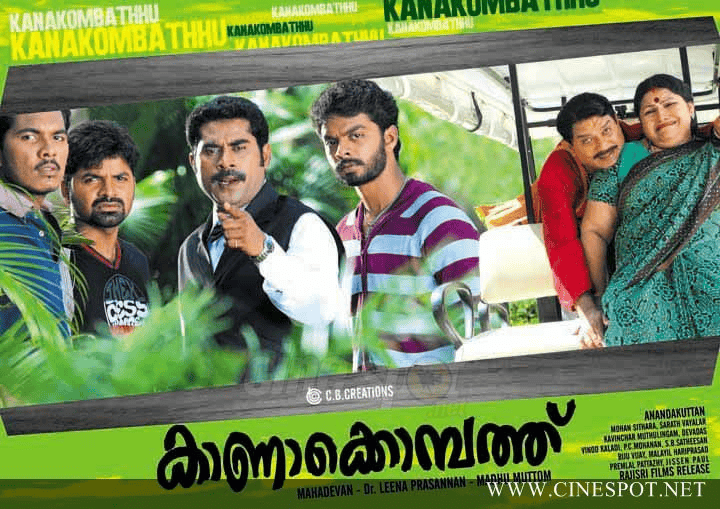 KANAKOMBATHHU
KANAKOMBATHHU
KANAKOMBATHHU
KANAKOMBATHHU
KANAKOMBATHHU
KANAKOMBATHHU
C.B.CREATIONS
കാണാക്കൊമ്പത്ത്
MAHADEVAN - Dr. LEENA PRASANNAN - MADHU MUTTOM
ANANDAKUTTAN
MOHAN SITHARA, SARATH VAYALAR
KAVINGHAR MUTHULINGAM, DEVADAS
VINOD KALADI, P.C. MOHANAN, S.B.SATHEESAN
BIJU VIJAY, MALAYIL HARIPRASAD
PREMLAL PATTAZHY, JISSEN PAUL
RAJSRI FILMS RELEASE
WWW.CINESPOT.NET